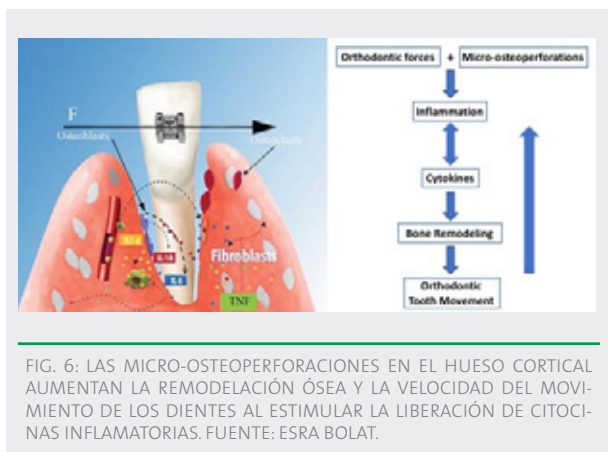 F
Osteoblasts
Osteoclasts
IL-1β
IL-6
Fibroblasts
TNF
Orthodontic forces + Micro-osteoperforations
Inflammation
Cytokines
Bone Remodeling
Orthodontic
Tooth Movement
FIG. 6: LAS MICRO-OSTEOPERFORACIONES EN EL HUESO CORTICAL
AUMENTAN LA REMODELACIÓN ÓSEA Y LA VELOCIDAD DEL MOVI-
MIENTO DE LOS DIENTES AL ESTIMULAR LA LIBERACIÓN DE CITOCI-
NAS INFLAMATORIAS. FUENTE: ESRA BOLAT.